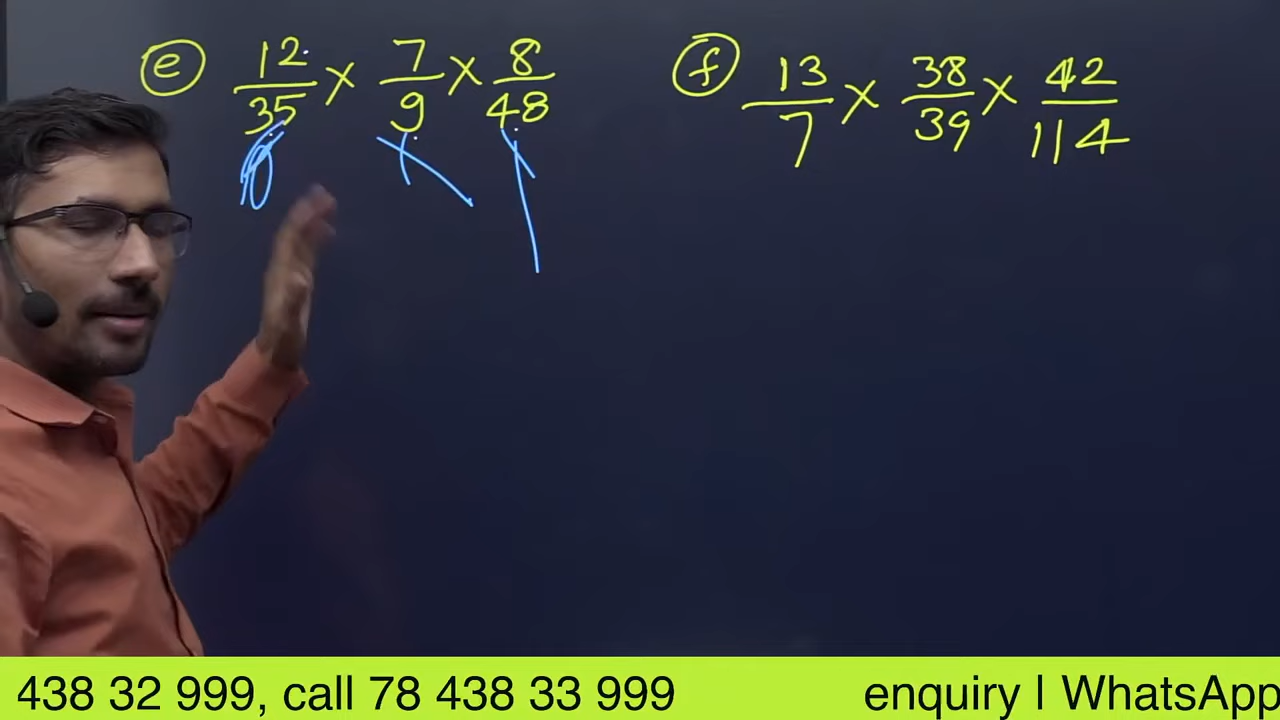 e 12/35 × 7/9 × 8/48
f 13/7 × 38/39 × 42/114
438 32 999, call 78 438 33 999
enquiry I WhatsApp